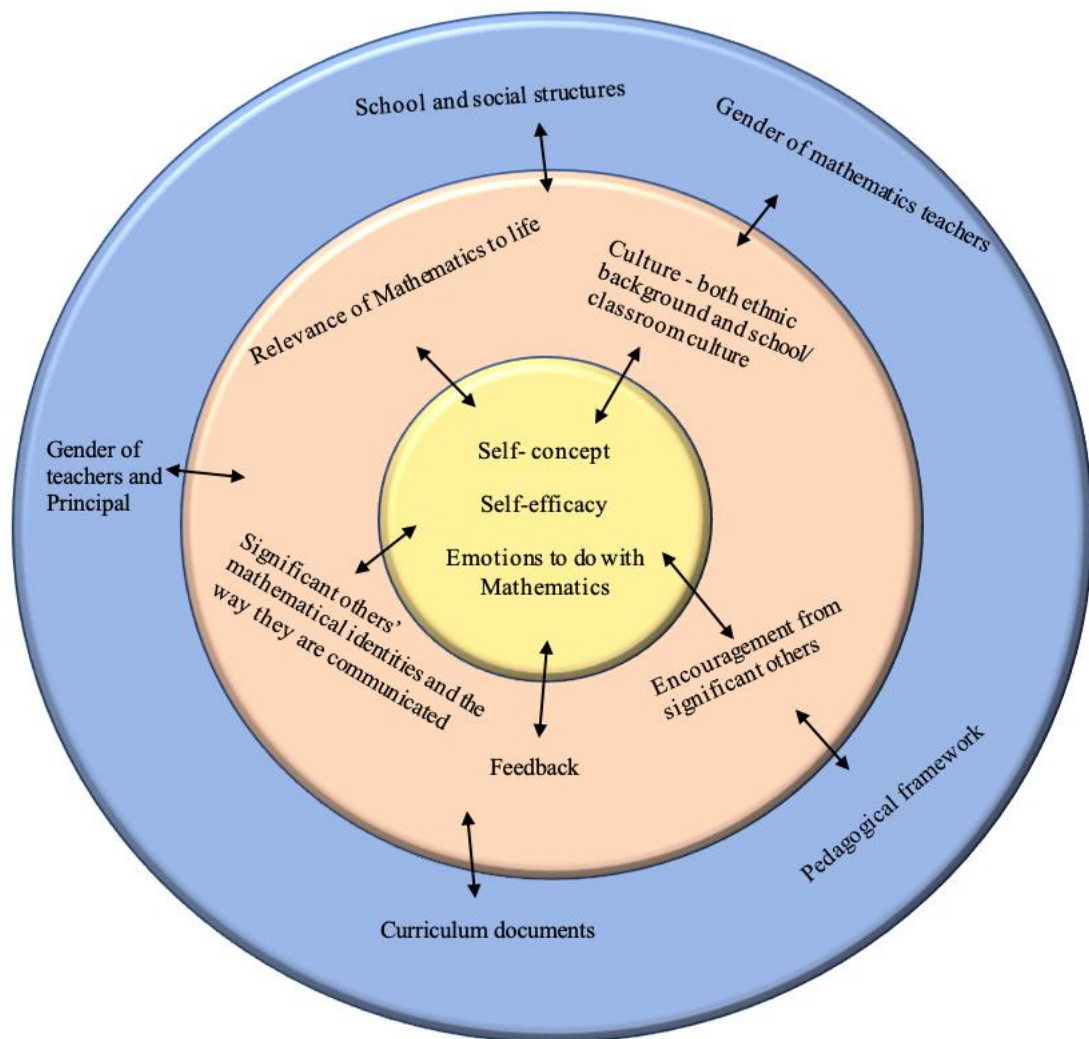 School and social structures
Gender of mathematics teachers
Relevance of Mathematics to life
Culture - both ethnic
background and school/
classroom culture
Gender of
teachers and
Principal
Self- concept
Self-efficacy
Emotions to do with
Mathematics
Significant others'
mathematical identities and the
way they are communicated
Encouragement from
significant others
Feedback
Pedagogical framework
Curriculum documents